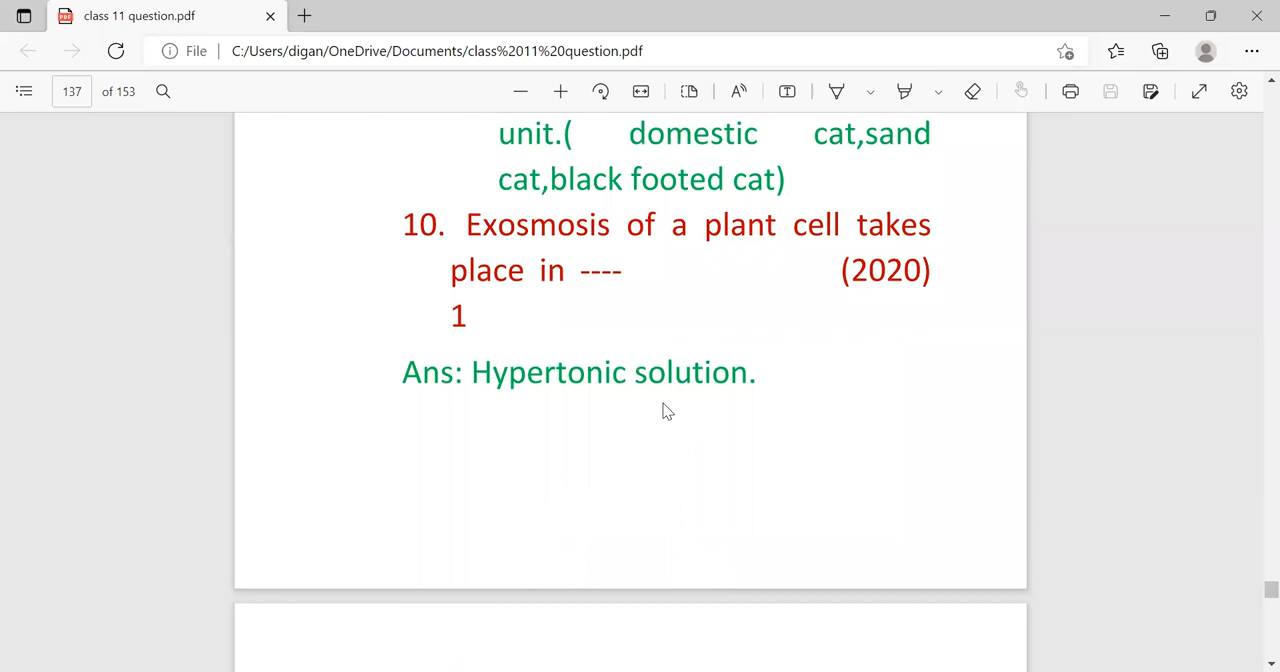 class 11 question.pdf
File C:/Users/digan/OneDrive/Documents/class%2011%20question.pdf
137 of 153
unit.( domestic cat,sand
cat,black footed cat)
10. Exosmosis of a plant cell takes
place in ---- (2020)
1
Ans: Hypertonic solution.